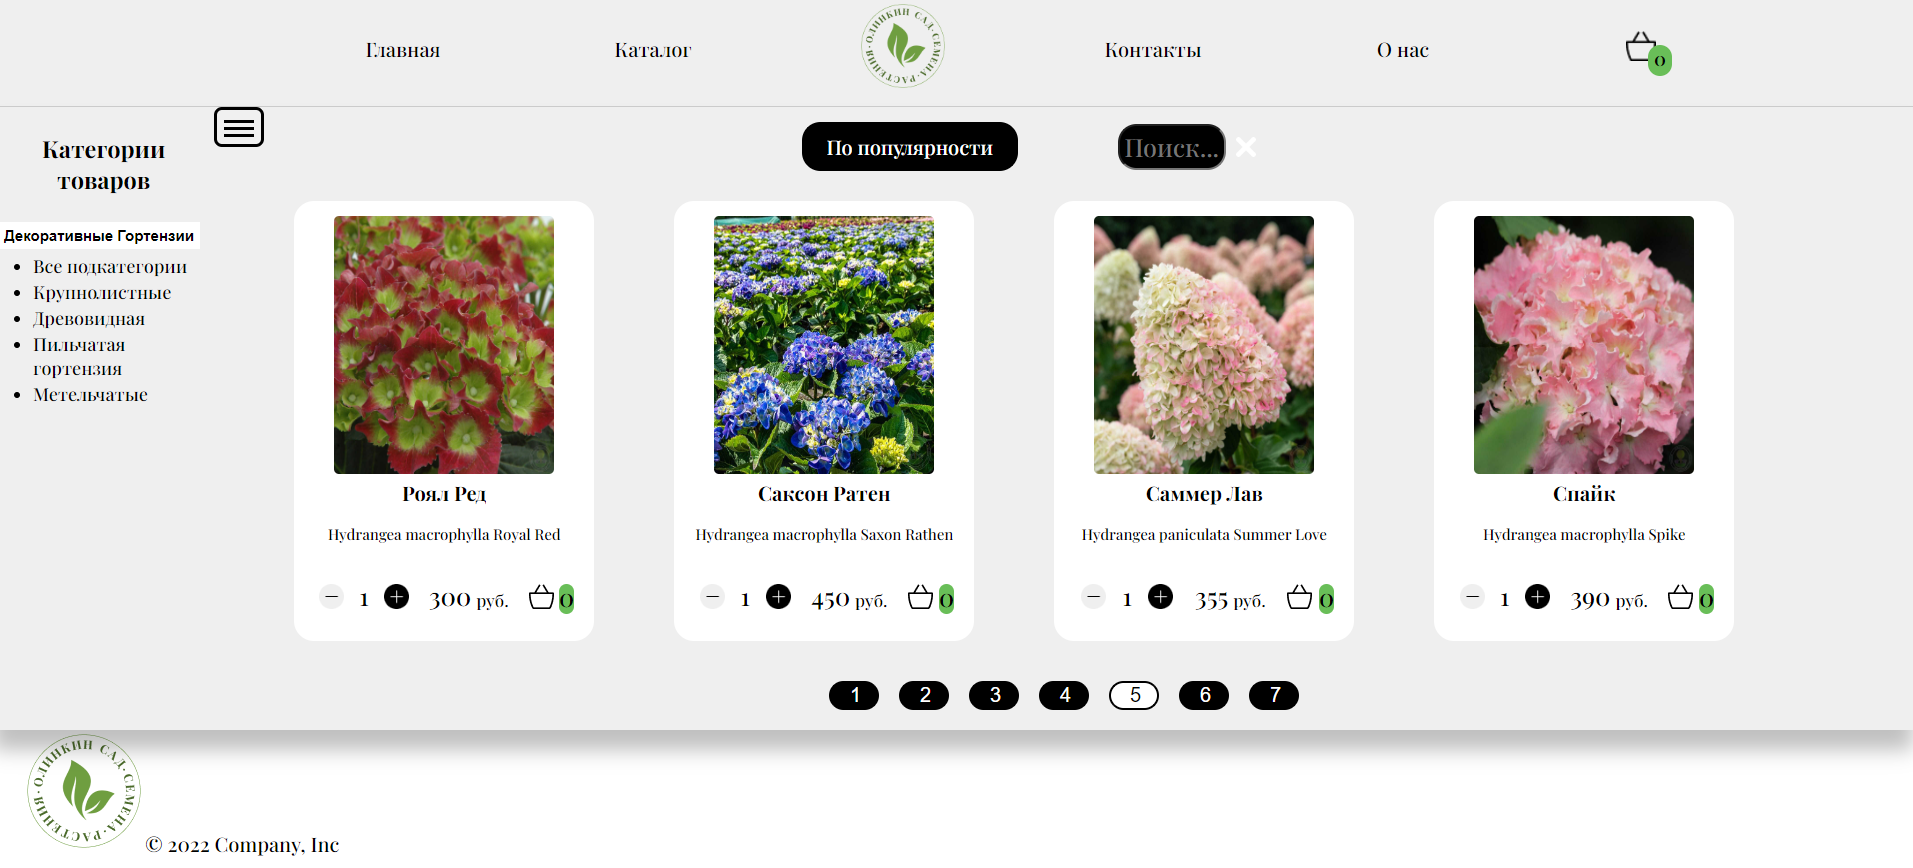 Главная
Каталог
ОЛИНКИН САД·СЕМЕНА·РАСТЕНИЯ·
Контакты
О нас
0
Категории
товаров
По популярности
Поиск...
Декоративные Гортензии
Все подкатегории
Крупнолистные
Древовидная
Пильчатая
гортензия
Метельчатые
Роял Ред
Hydrangea macrophylla Royal Red
1 300 руб. 0
Саксон Ратен
Hydrangea macrophylla Saxon Rathen
1 450 руб. 0
Саммер Лав
Hydrangea paniculata Summer Love
1 355 руб. 0
Спайк
Hydrangea macrophylla Spike
1 390 руб. 0
1 2 3 4 5 6 7
ОЛИНКИН САД·СЕМЕНА·РАСТЕНИЯ·
© 2022 Company, Inc